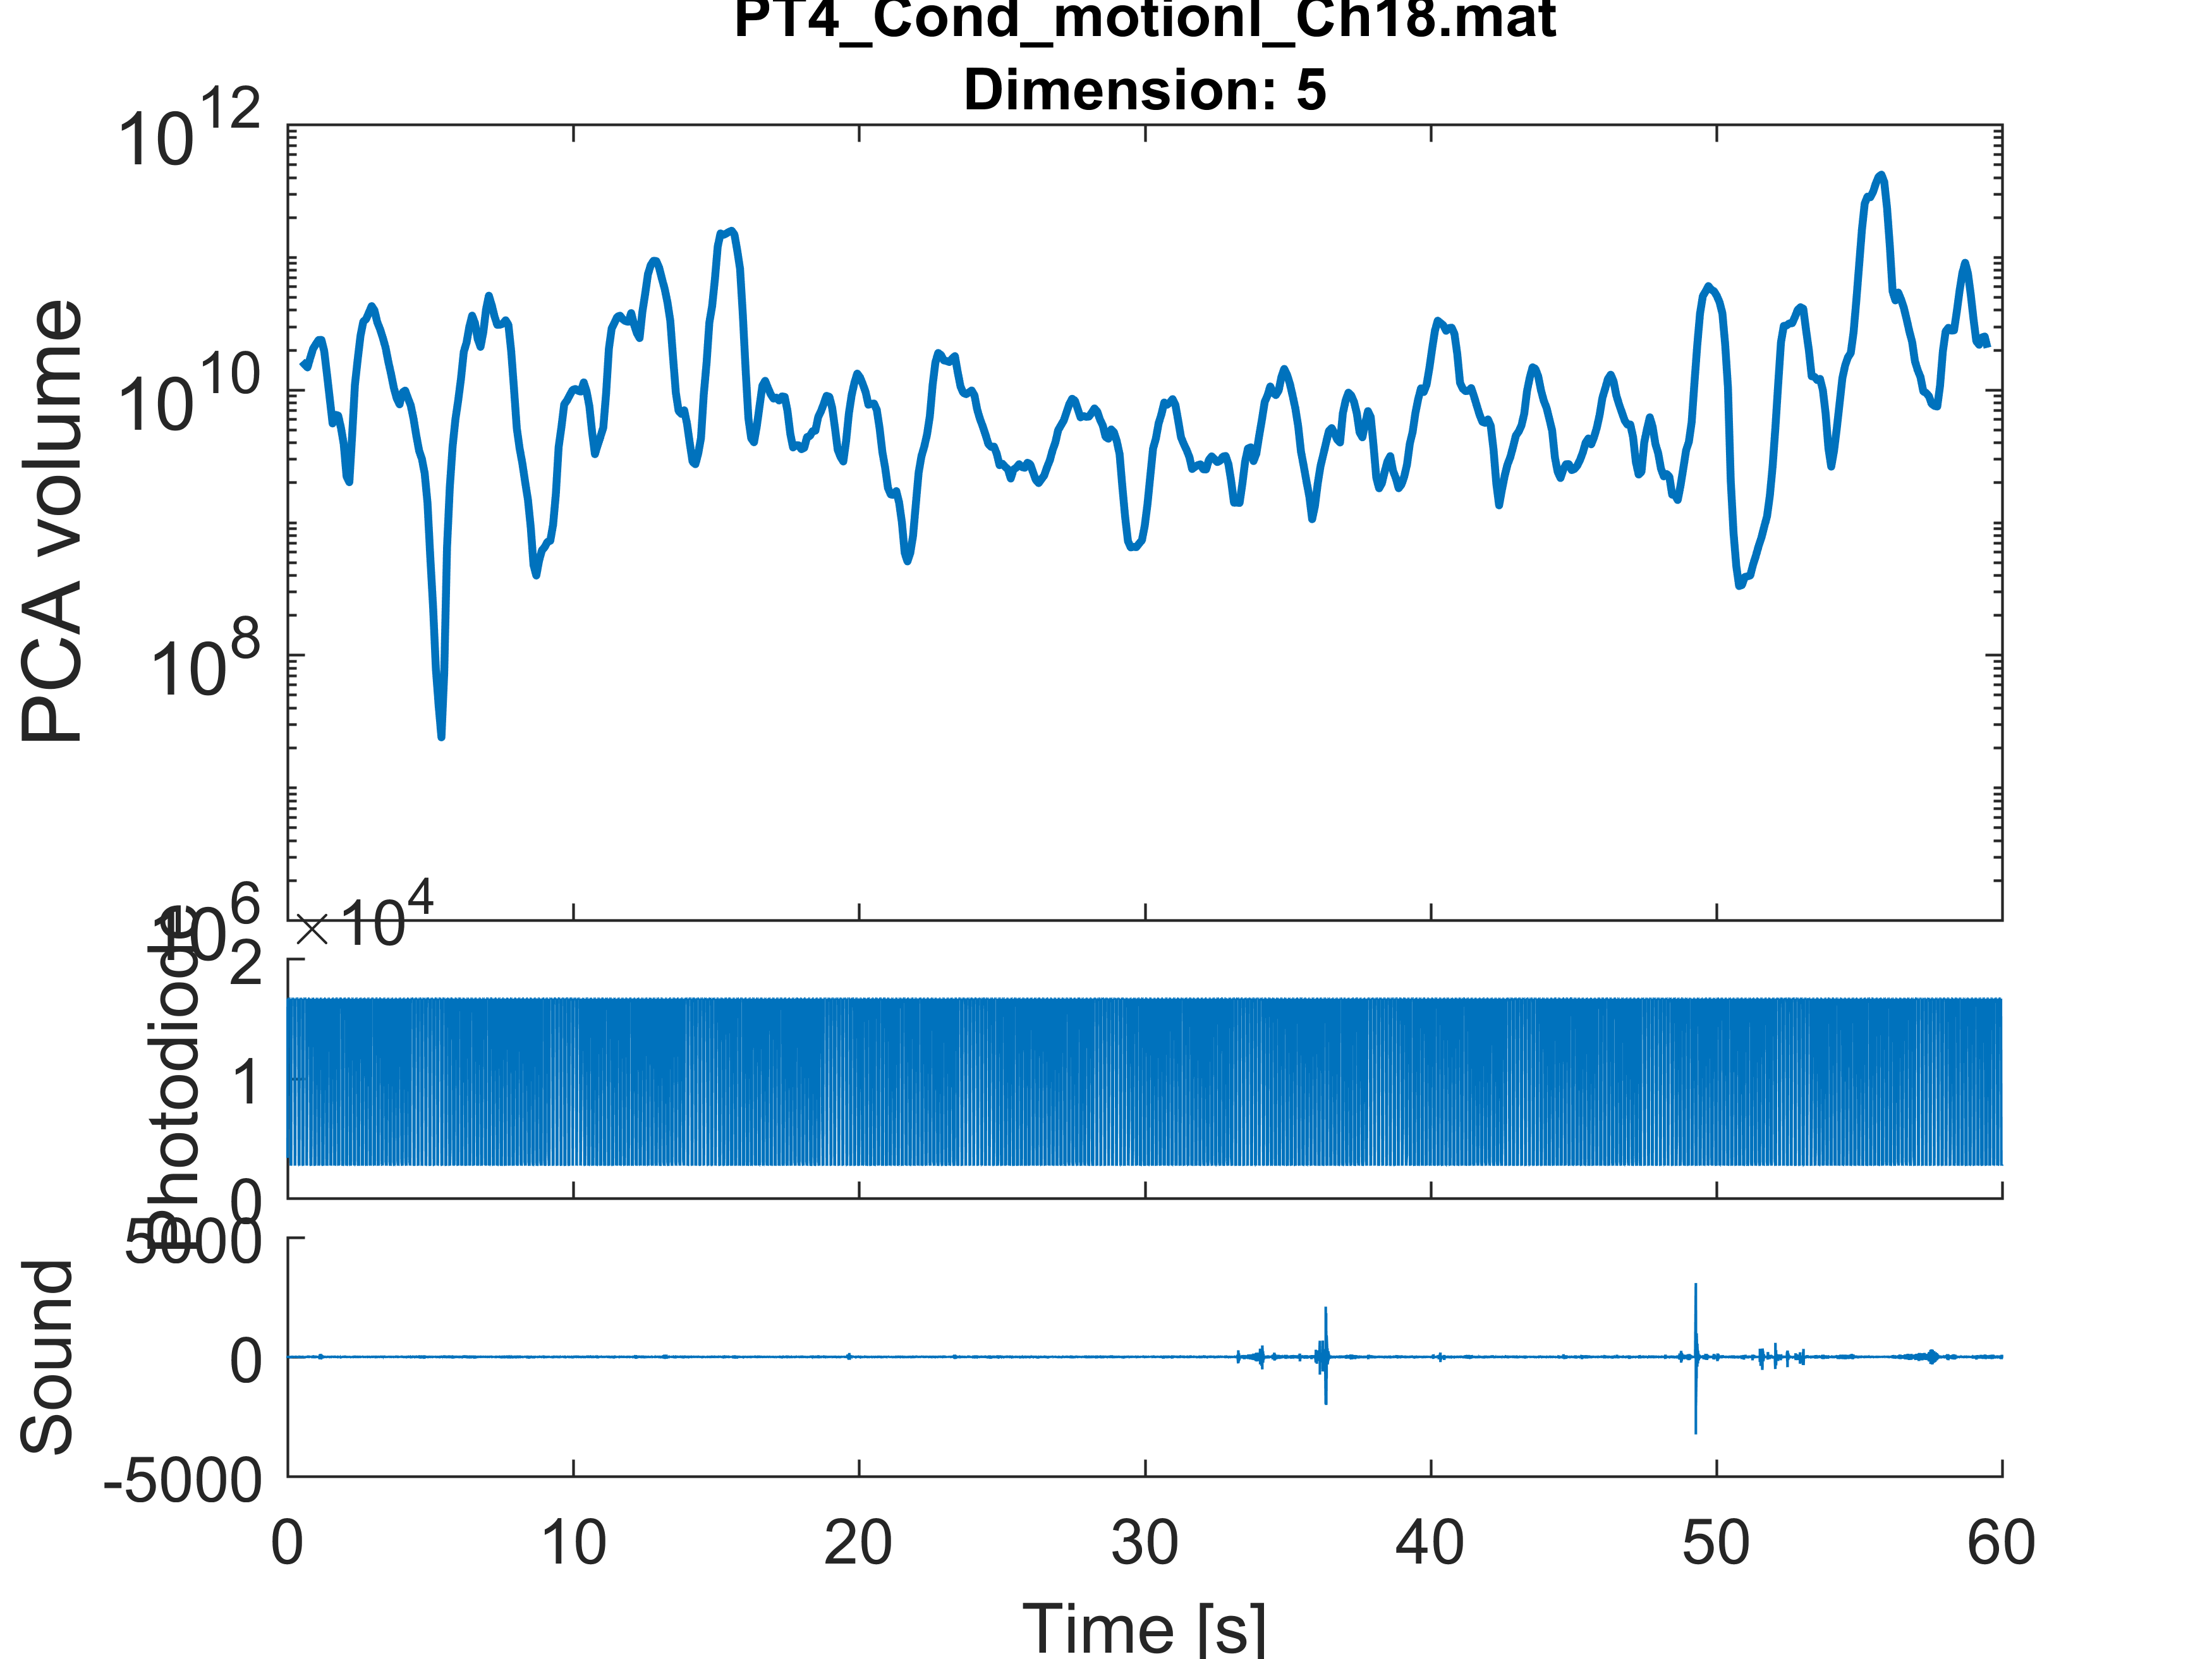 PT4_Cond_motionI_Ch18.mat
Dimension: 5
10^12
10^10
10^8
10^6
PCA volume
×10^4
2
1
0
Photodiode
5000
0
-5000
Sound
0 10 20 30 40 50 60
Time [s]